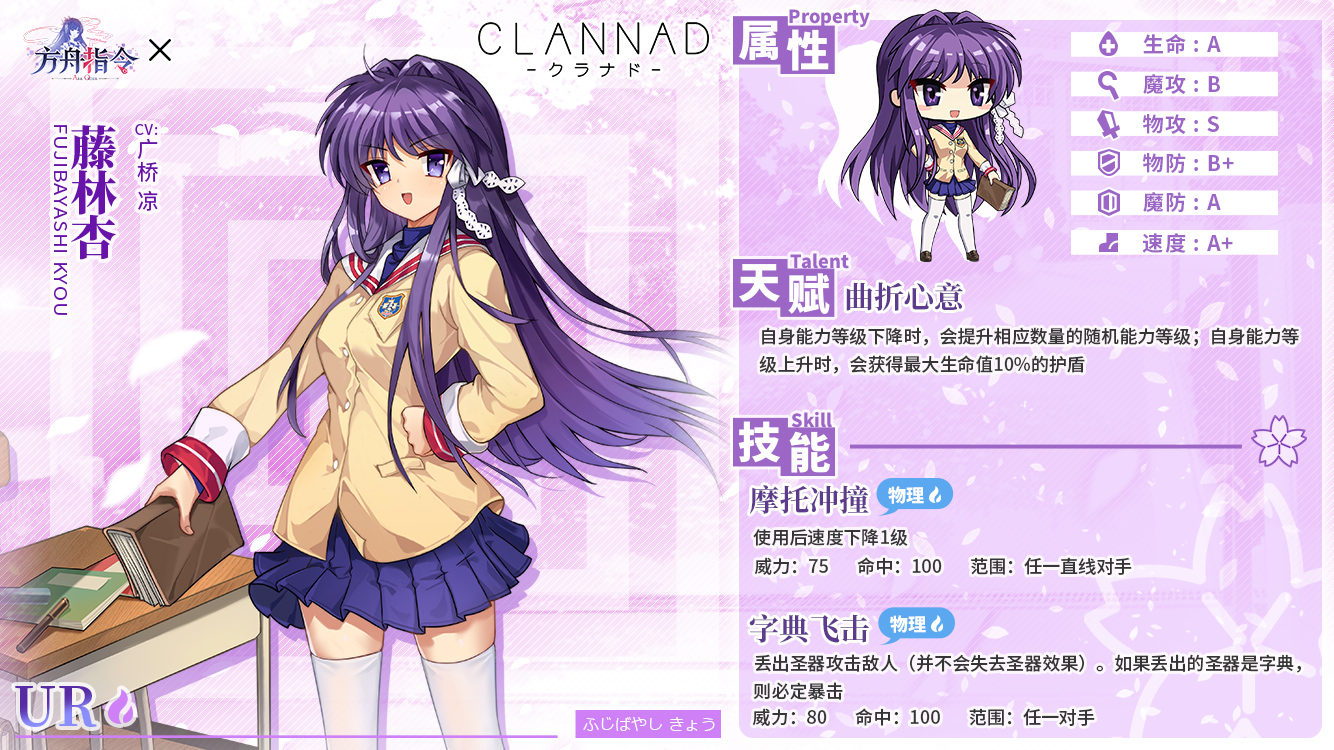 方舟指令
Ark Order
×
CLANNAD
-クラナド-
藤林杏
FUJIBAYASHI KYOU
CV:广桥凉
UR
ふじばやし きょう
属性
Property
生命：A
魔攻：B
物攻：S
物防：B+
魔防：A
速度：A+
天赋
Talent
曲折心意
自身能力等级下降时，会提升相应数量的随机能力等级；自身能力等
级上升时，会获得最大生命值10%的护盾
技能
Skill
摩托冲撞 物理
使用后速度下降1级
威力：75 命中：100 范围：任一直线对手
字典飞击 物理
丢出圣器攻击敌人（并不会失去圣器效果）。如果丢出的圣器是字典，
则必定暴击
威力：80 命中：100 范围：任一对手